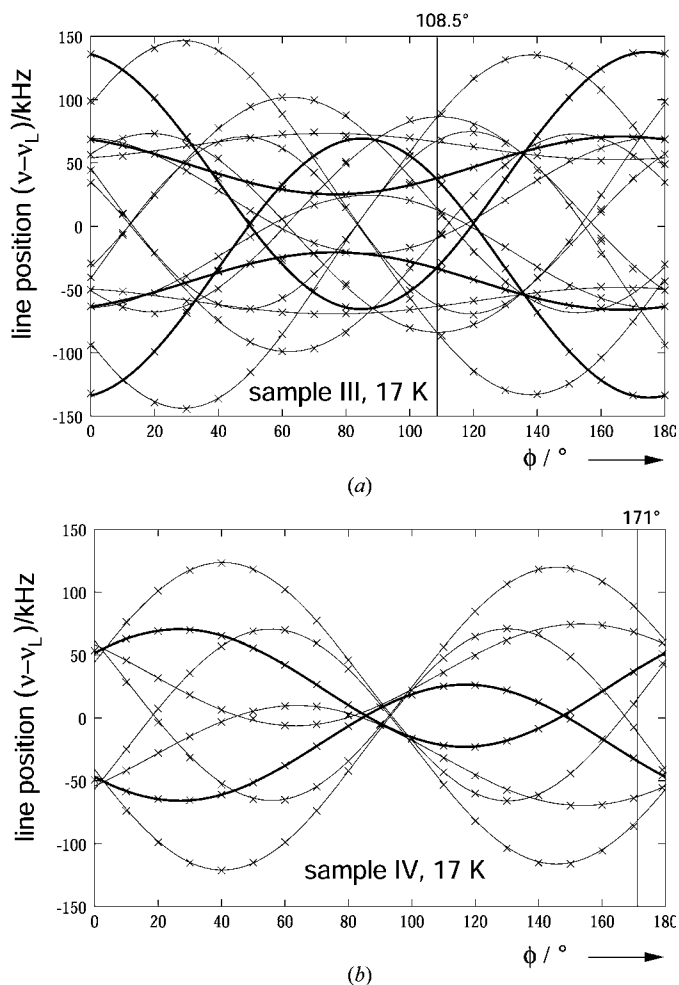 108.5°
150
100
50
0
-50
-100
-150
line position (ν−νL)/kHz
sample III, 17 K
0 20 40 60 80 100 120 140 160 180
ϕ / °
(a)
171°
150
100
50
0
-50
-100
-150
line position (ν−νL)/kHz
sample IV, 17 K
0 20 40 60 80 100 120 140 160 180
ϕ / °
(b)